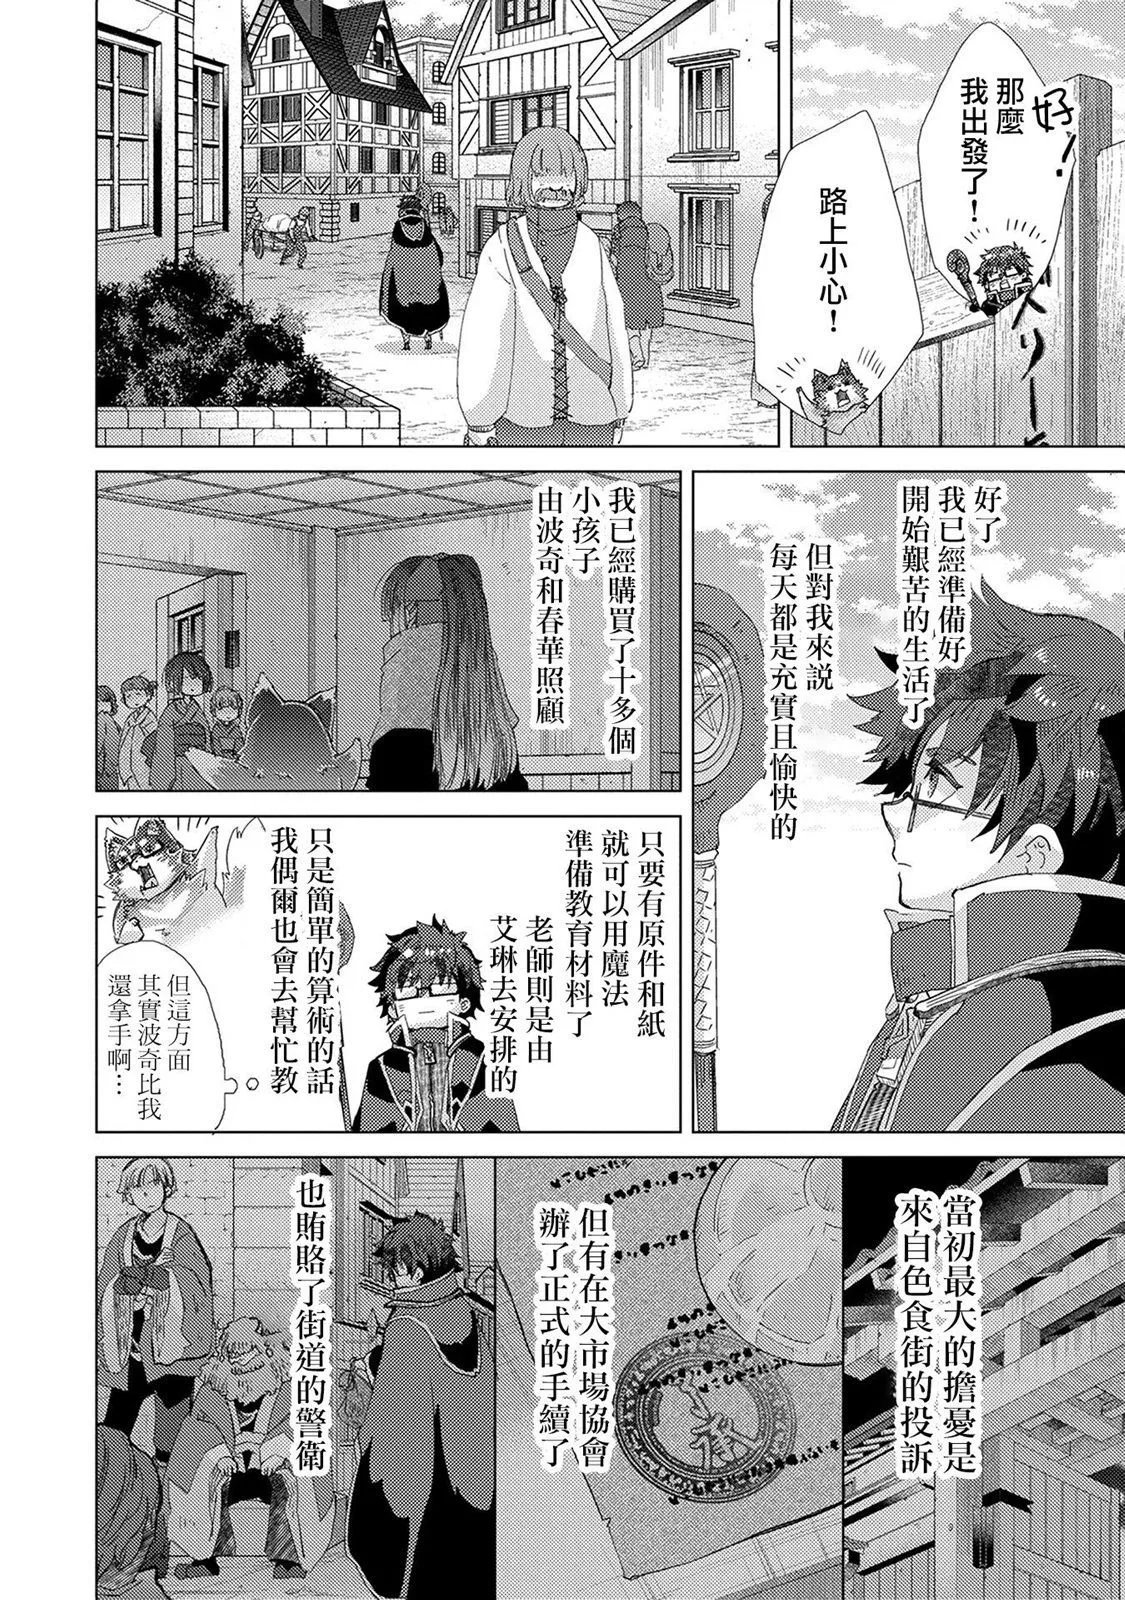 好!
那麼
我出發了!
ズリーー
路上小心!
好了
我已經準備好
開始艱苦的生活了
但對我來説
每天都是充實且愉快的
我已經購買了十多個
小孩子
由波奇和春華照顧
只要有原件和紙
就可以用魔法
準備教育材料了
老師則是由
艾琳去安排的
只是簡單的算術的話
我偶爾也會去幫忙教
但這方面
其實波奇比我
還拿手啊…
當初最大的擔憂是
來自色食街的投訴
但有在大市場協會
辦了正式的手續了
也賄賂了街道的警衛